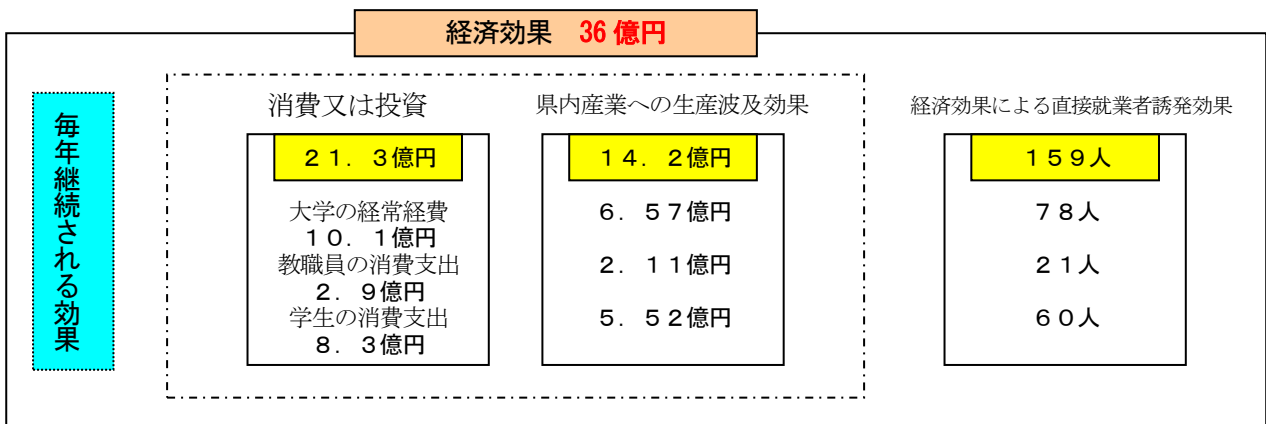 経済効果 36億円
毎年継続される効果
消費又は投資
２１．３億円
大学の経常経費
１０．１億円
教職員の消費支出
２．９億円
学生の消費支出
８．３億円
県内産業への生産波及効果
１４．２億円
６．５７億円
２．１１億円
５．５２億円
経済効果による直接就業者誘発効果
１５９人
７８人
２１人
６０人